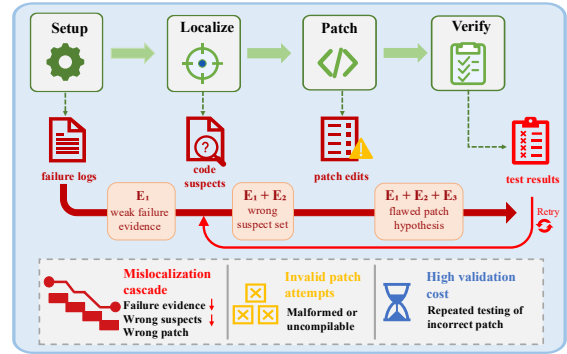 Setup
Localize
Patch
Verify
failure logs
code
suspects
patch edits
test results
E₁
weak failure
evidence
E₁ + E₂
wrong
suspect set
E₁ + E₂ + E₃
flawed patch
hypothesis
Retry
Mislocalization
cascade
Failure evidence ↓
Wrong suspects ↓
Wrong patch
Invalid patch
attempts
Malformed or
uncompilable
High validation
cost
Repeated testing of
incorrect patch